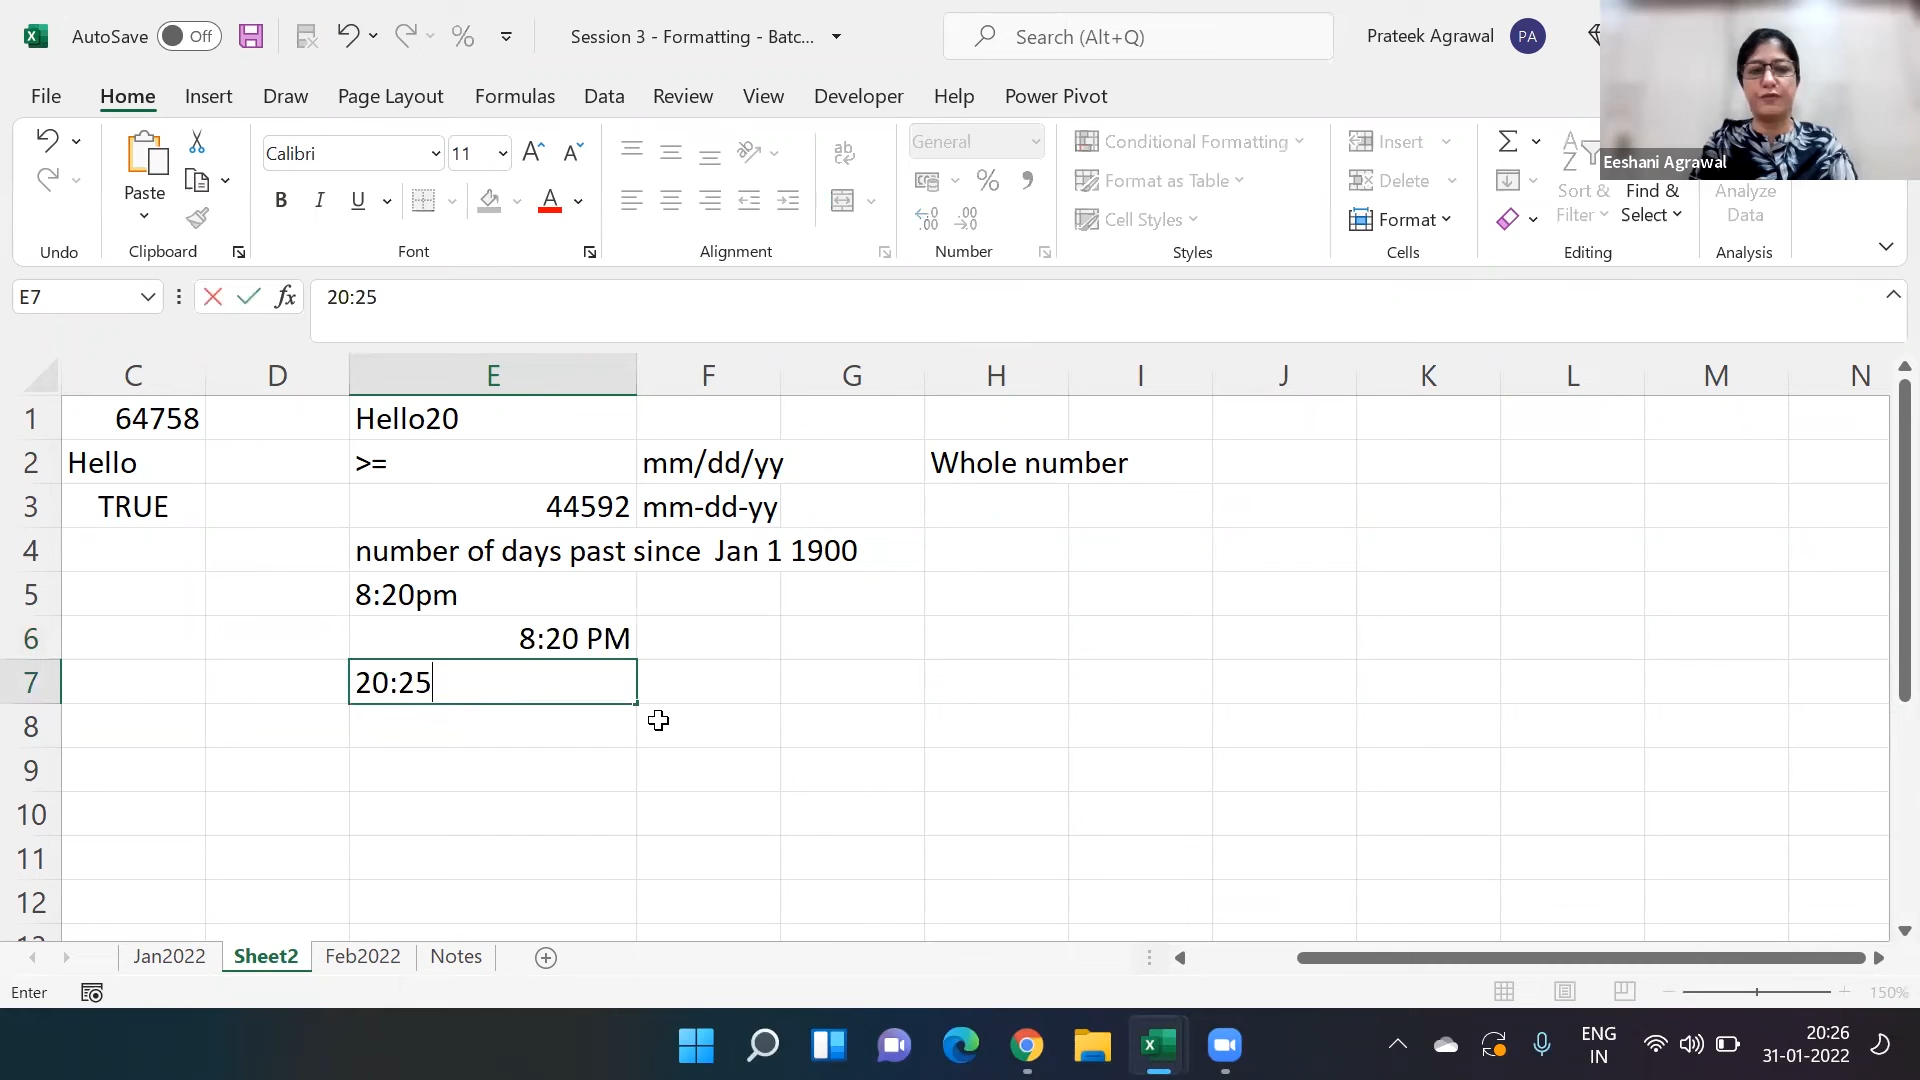 AutoSave Off Session 3 - Formatting - Batc... Search (Alt+Q) Prateek Agrawal PA
File Home Insert Draw Page Layout Formulas Data Review View Developer Help Power Pivot
Calibri 11 General Conditional Formatting Insert
Paste Format as Table Delete Sort & Filter Find & Select Analyze Data
B I U Cell Styles Format
Undo Clipboard Font Alignment Number Styles Cells Editing Analysis
Eeshani Agrawal
E7 fx 20:25
C D E F G H I J K L M N
1 64758 Hello20
2 Hello >= mm/dd/yy Whole number
3 TRUE 44592 mm-dd-yy
4 number of days past since Jan 1 1900
5 8:20pm
6 8:20 PM
7 20:25
8
9
10
11
12
Jan2022 Sheet2 Feb2022 Notes
Enter 150%
ENG IN 20:26
31-01-2022